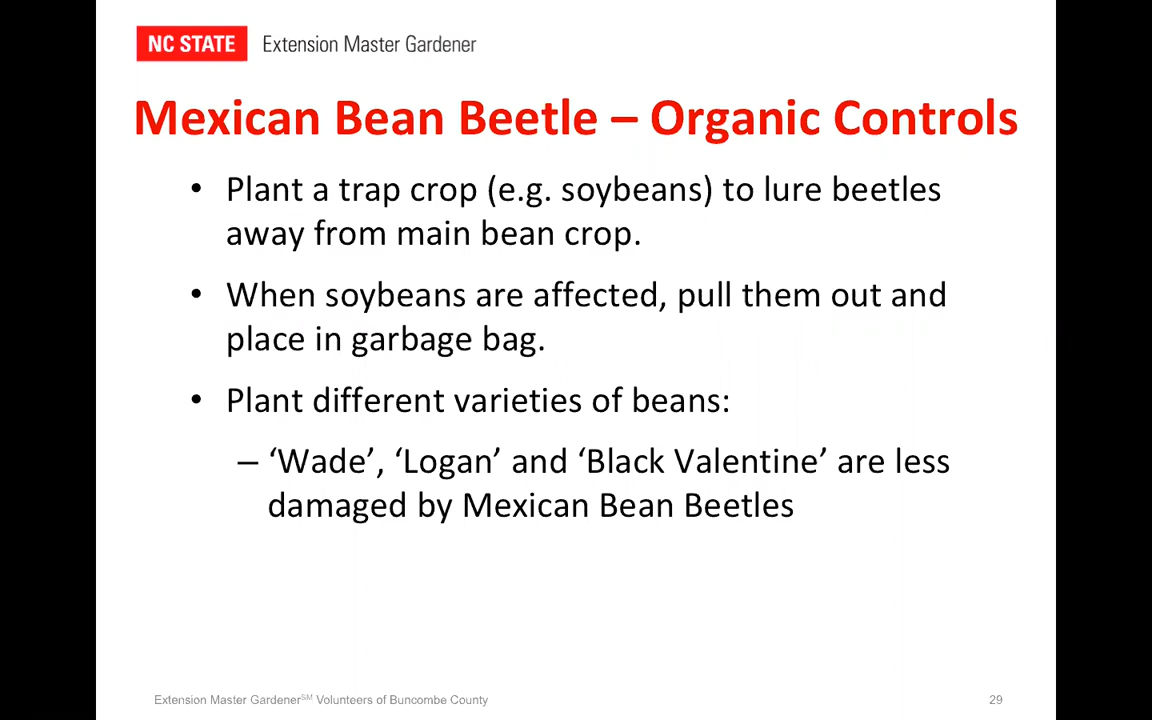 NC STATE Extension Master Gardener
Mexican Bean Beetle – Organic Controls
• Plant a trap crop (e.g. soybeans) to lure beetles
away from main bean crop.
• When soybeans are affected, pull them out and
place in garbage bag.
• Plant different varieties of beans:
– ‘Wade’, ‘Logan’ and ‘Black Valentine’ are less
damaged by Mexican Bean Beetles
Extension Master Gardener℠ Volunteers of Buncombe County 29